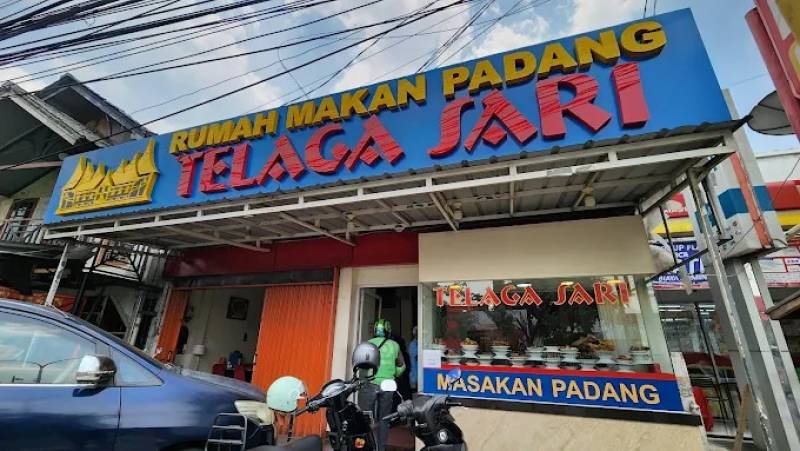 RUMAH MAKAN PADANG
TELAGA SARI
TELAGA SARI
MASAKAN PADANG